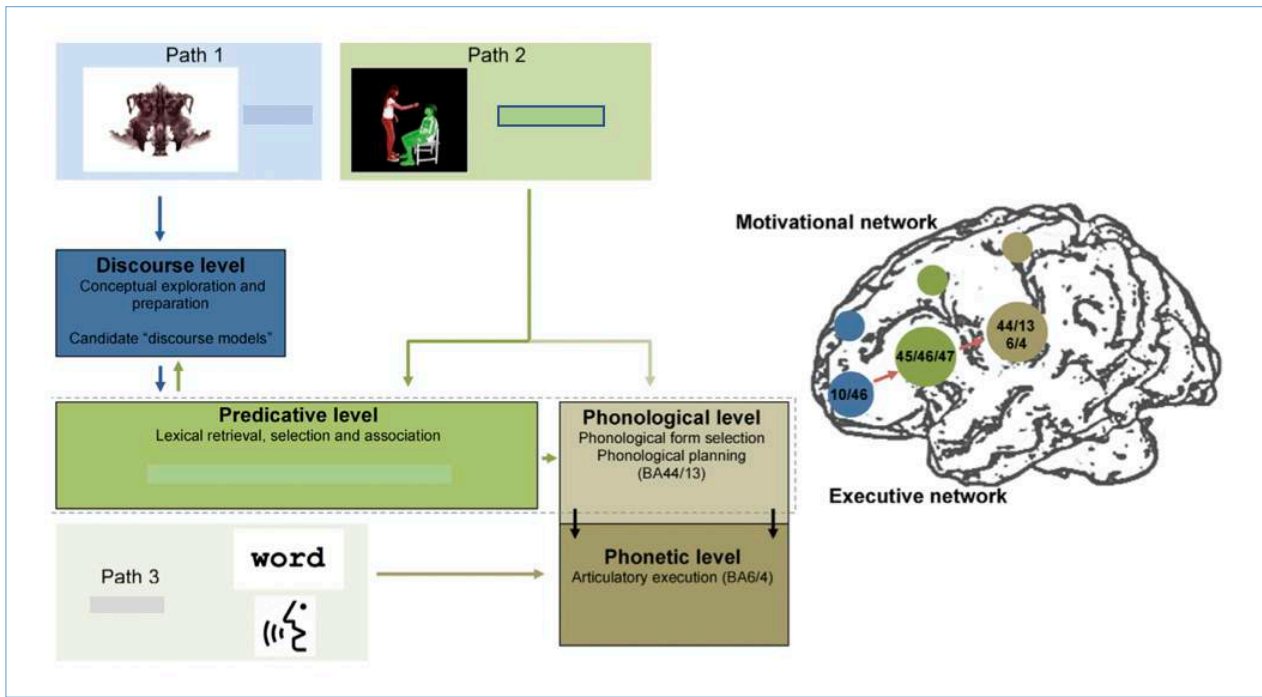 Path 1
Path 2
Discourse level
Conceptual exploration and
preparation
Candidate “discourse models”
Predicative level
Lexical retrieval, selection and association
Phonological level
Phonological form selection
Phonological planning
(BA44/13)
Phonetic level
Articulatory execution (BA6/4)
Path 3
word
Motivational network
44/13
6/4
45/46/47
10/46
Executive network